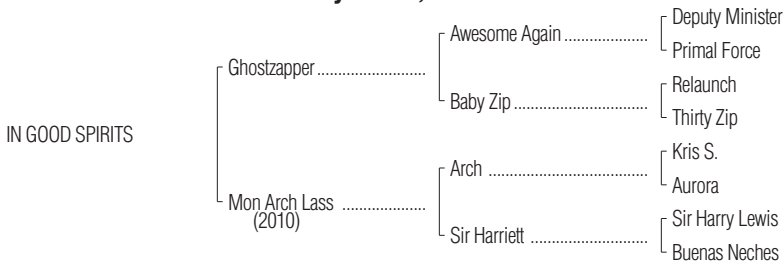 Deputy Minister
Awesome Again
Primal Force
Ghostzapper
Relaunch
Baby Zip
Thirty Zip
IN GOOD SPIRITS
Kris S.
Arch
Aurora
Mon Arch Lass
(2010)
Sir Harry Lewis
Sir Harriett
Buenas Neches